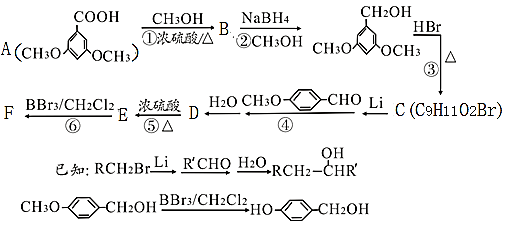 COOH
CH₂OH
A(CH₃O OCH₃) CH₃OH ①浓硫酸/△ B NaBH₄ ②CH₃OH CH₃O OCH₃ HBr △ ③
F BBr₃/CH₂Cl₂ ⑥ E 浓硫酸 ⑤△ D H₂O CH₃O CHO ④ Li C(C9H11O2Br)
已知: RCH₂Br Li R'CHO H₂O RCH₂-CHR' OH
CH₃O CH₂OH BBr₃/CH₂Cl₂ HO CH₂OH